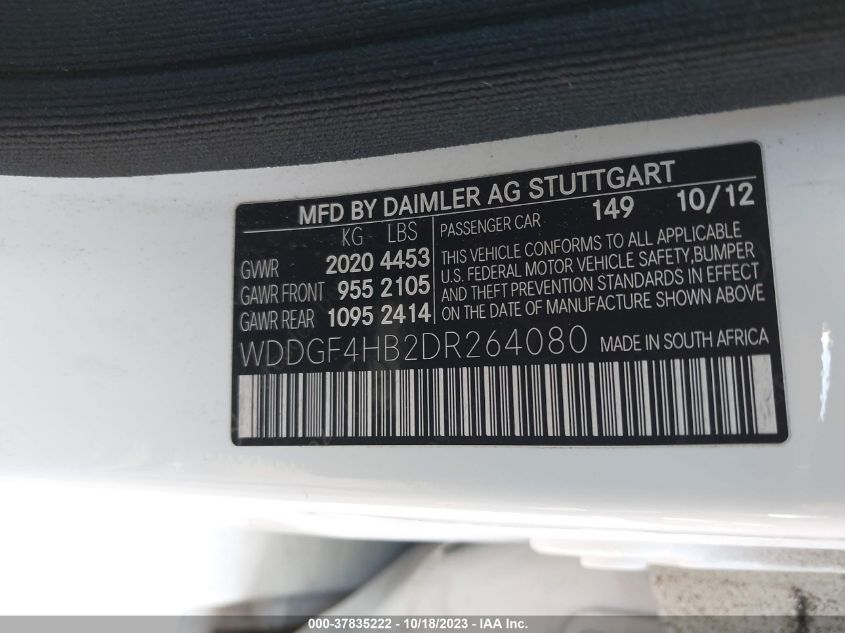 MFD BY DAIMLER AG STUTTGART
KG LBS
GVWR 2020 4453
GAWR FRONT 955 2105
GAWR REAR 1095 2414
PASSENGER CAR 149 10/12
THIS VEHICLE CONFORMS TO ALL APPLICABLE
U.S. FEDERAL MOTOR VEHICLE SAFETY,BUMPER
AND THEFT PREVENTION STANDARDS IN EFFECT
ON THE DATE OF MANUFACTURE SHOWN ABOVE
WDDGF4HB2DR264080 MADE IN SOUTH AFRICA
000-37835222 - 10/18/2023 - IAA Inc.